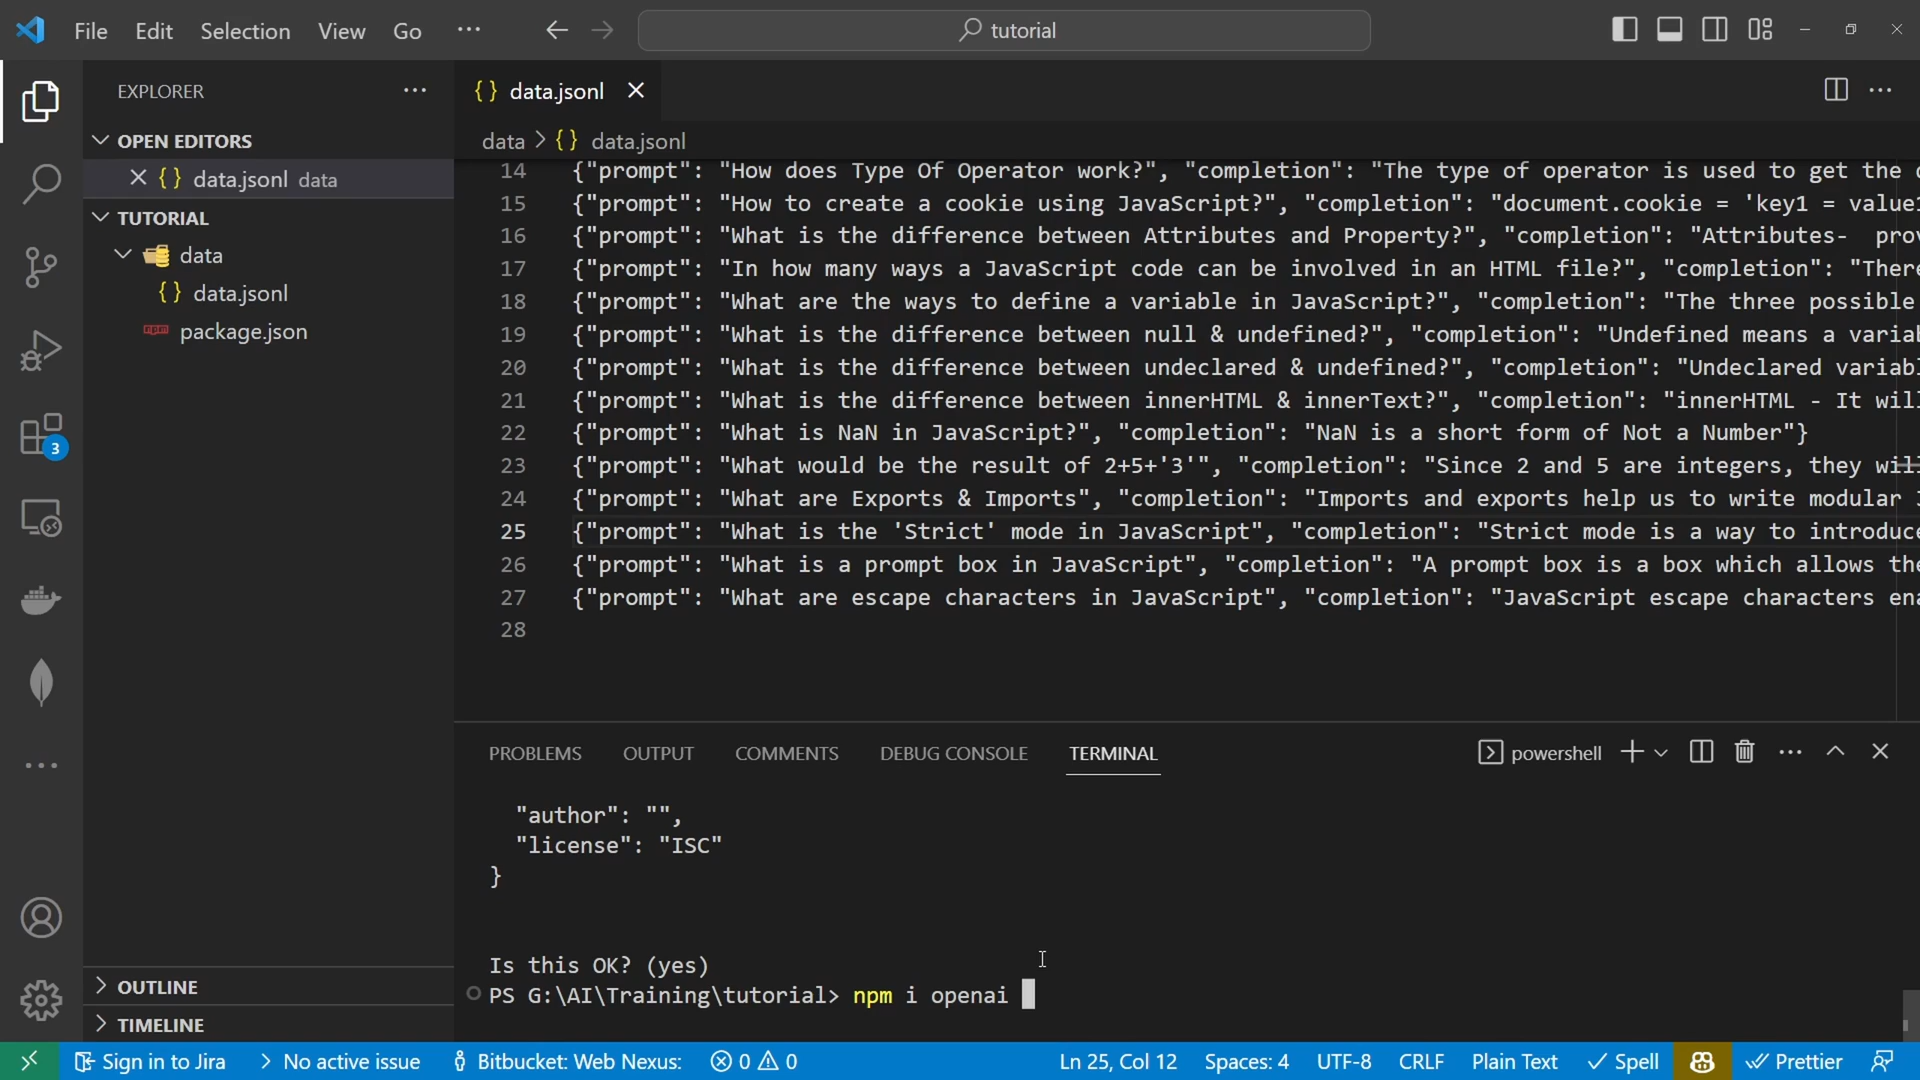 File Edit Selection View Go ··· tutorial
EXPLORER ···
OPEN EDITORS
data.jsonl data
TUTORIAL
data
data.jsonl
package.json
3
OUTLINE
TIMELINE
data.jsonl
data > data.jsonl
14 {"prompt": "How does Type Of Operator work?", "completion": "The type of operator is used to get the
15 {"prompt": "How to create a cookie using JavaScript?", "completion": "document.cookie = 'key1 = value1
16 {"prompt": "What is the difference between Attributes and Property?", "completion": "Attributes-  prov
17 {"prompt": "In how many ways a JavaScript code can be involved in an HTML file?", "completion": "There
18 {"prompt": "What are the ways to define a variable in JavaScript?", "completion": "The three possible
19 {"prompt": "What is the difference between null & undefined?", "completion": "Undefined means a variab
20 {"prompt": "What is the difference between undeclared & undefined?", "completion": "Undeclared variabl
21 {"prompt": "What is the difference between innerHTML & innerText?", "completion": "innerHTML - It will
22 {"prompt": "What is NaN in JavaScript?", "completion": "NaN is a short form of Not a Number"}
23 {"prompt": "What would be the result of 2+5+'3'", "completion": "Since 2 and 5 are integers, they will
24 {"prompt": "What are Exports & Imports", "completion": "Imports and exports help us to write modular
25 {"prompt": "What is the 'Strict' mode in JavaScript", "completion": "Strict mode is a way to introduce
26 {"prompt": "What is a prompt box in JavaScript", "completion": "A prompt box is a box which allows the
27 {"prompt": "What are escape characters in JavaScript", "completion": "JavaScript escape characters ena
28
PROBLEMS OUTPUT COMMENTS DEBUG CONSOLE TERMINAL powershell
"author": "",
"license": "ISC"
}
Is this OK? (yes)
PS G:\AI\Training\tutorial> npm i openai
Sign in to Jira No active issue Bitbucket: Web Nexus: 0 0 Ln 25, Col 12 Spaces: 4 UTF-8 CRLF Plain Text Spell Prettier